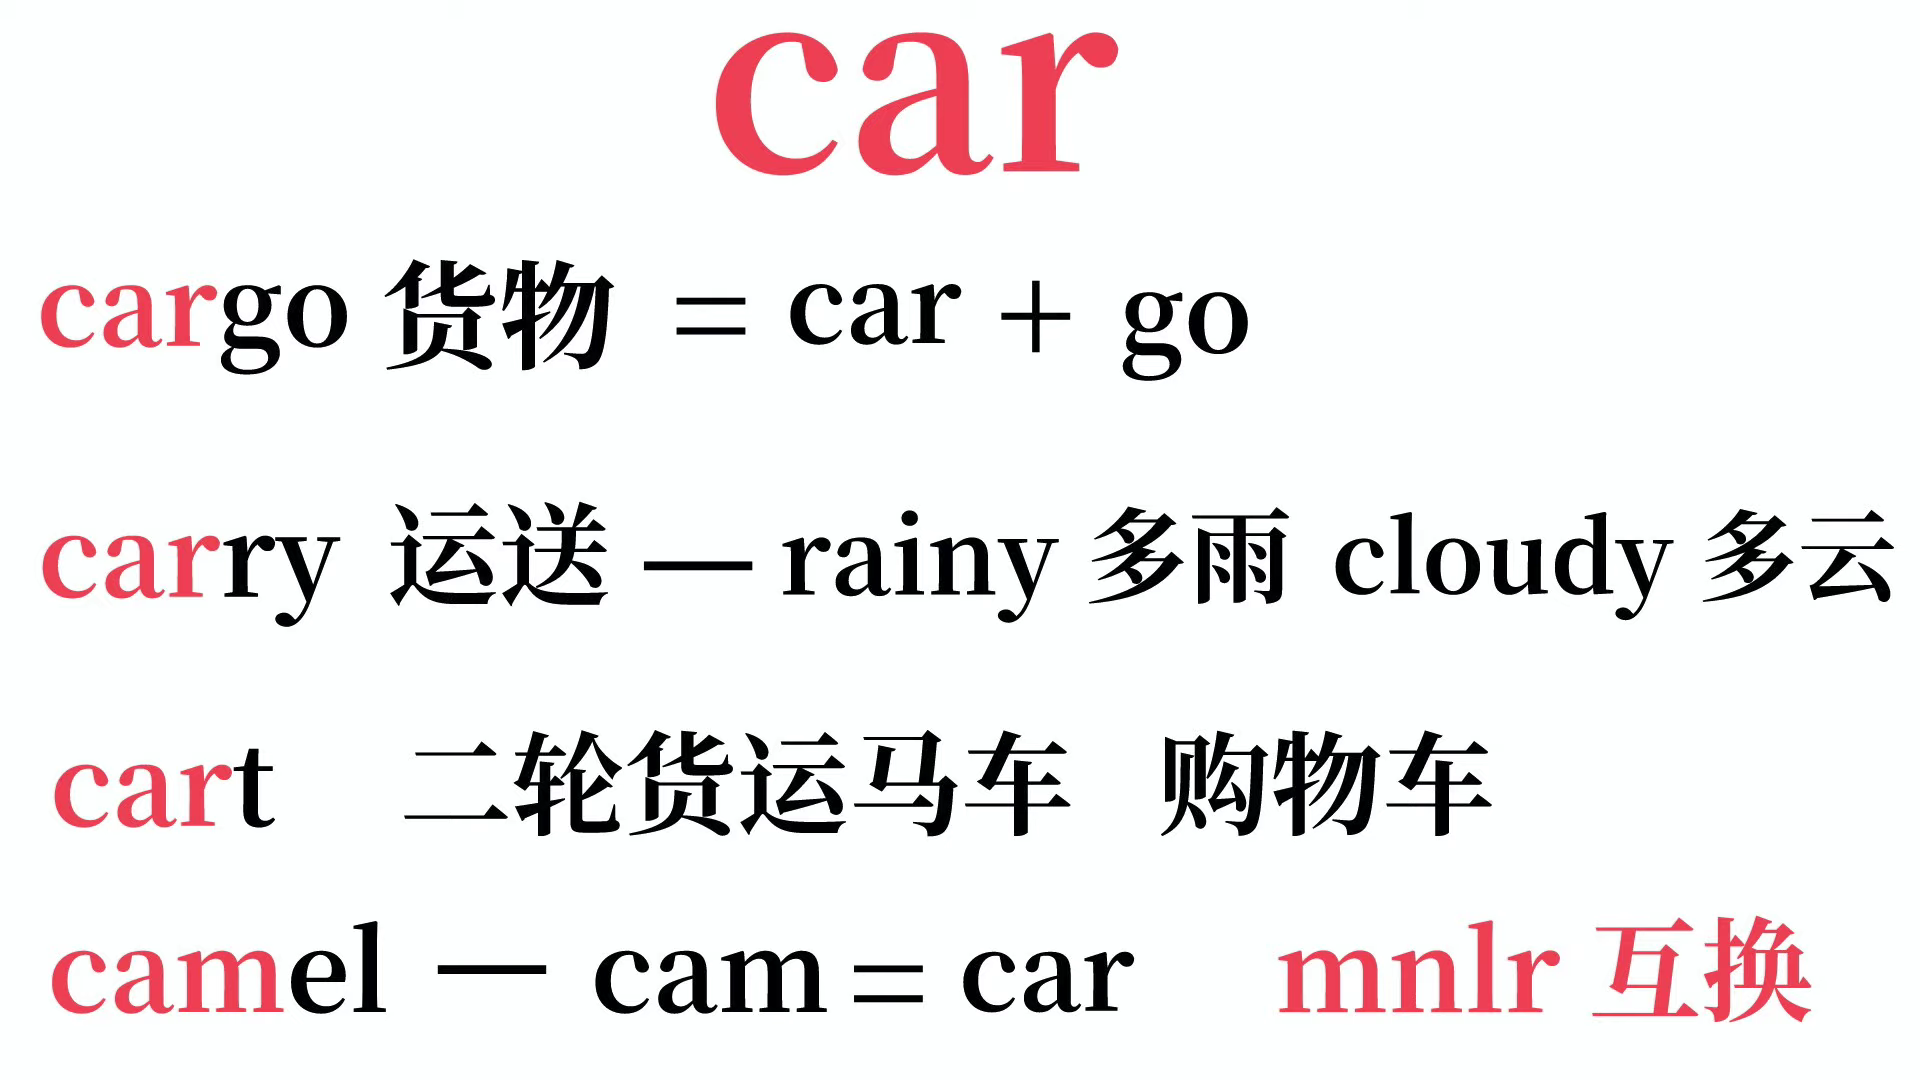 car
cargo 货物 = car + go
carry 运送 — rainy 多雨 cloudy 多云
cart 二轮货运马车 购物车
camel — cam = car mnlr 互换